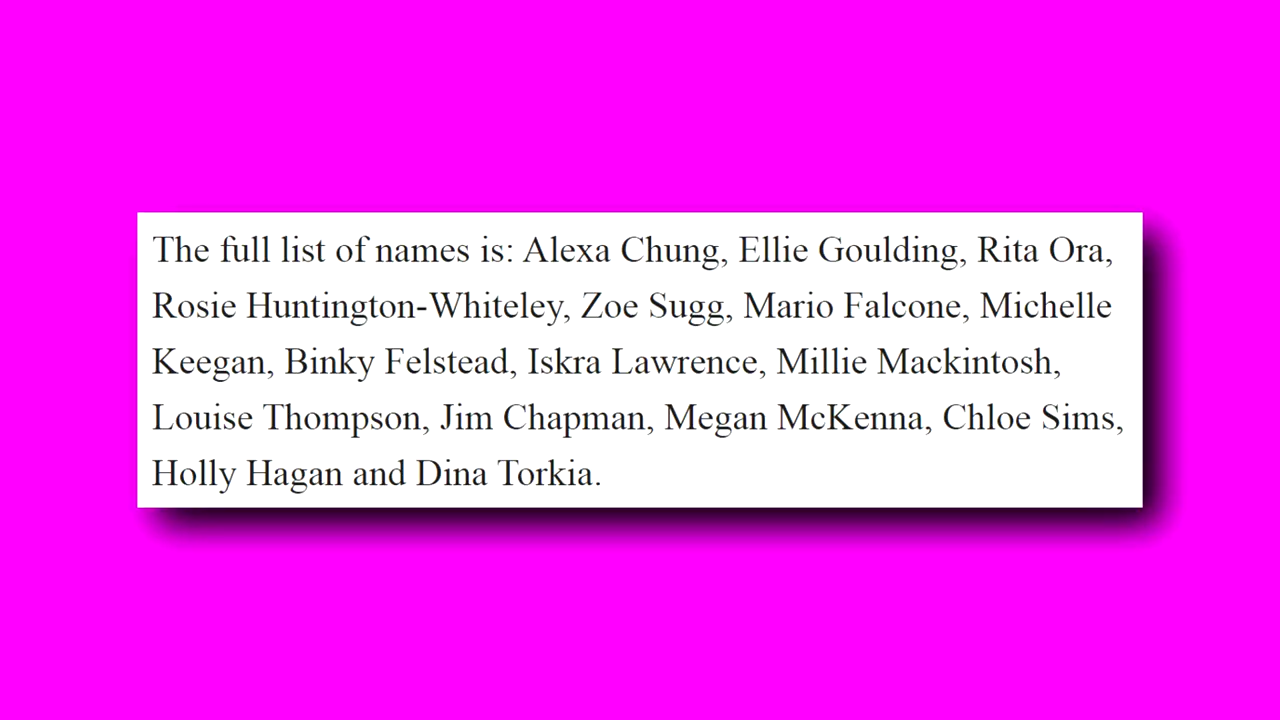 The full list of names is: Alexa Chung, Ellie Goulding, Rita Ora,
Rosie Huntington-Whiteley, Zoe Sugg, Mario Falcone, Michelle
Keegan, Binky Felstead, Iskra Lawrence, Millie Mackintosh,
Louise Thompson, Jim Chapman, Megan McKenna, Chloe Sims,
Holly Hagan and Dina Torkia.